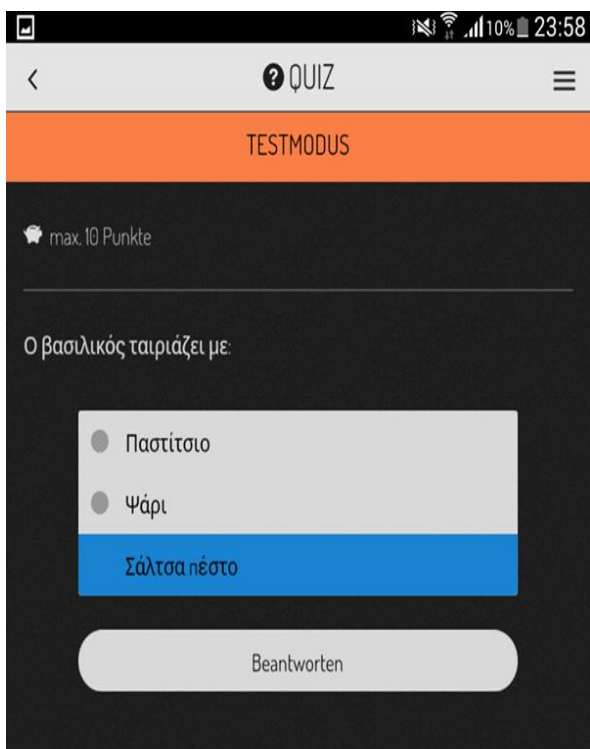 10% 23:58
QUIZ
TESTMODUS
max. 10 Punkte
Ο βασιλικός ταιριάζει με:
Παστίτσιο
Ψάρι
Σάλτσα πέστο
Beantworten